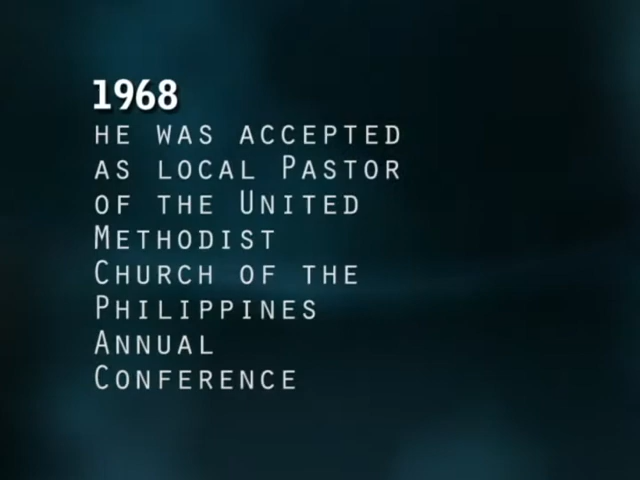 1968
HE WAS ACCEPTED
AS LOCAL PASTOR
OF THE UNITED
METHODIST
CHURCH OF THE
PHILIPPINES
ANNUAL
CONFERENCE